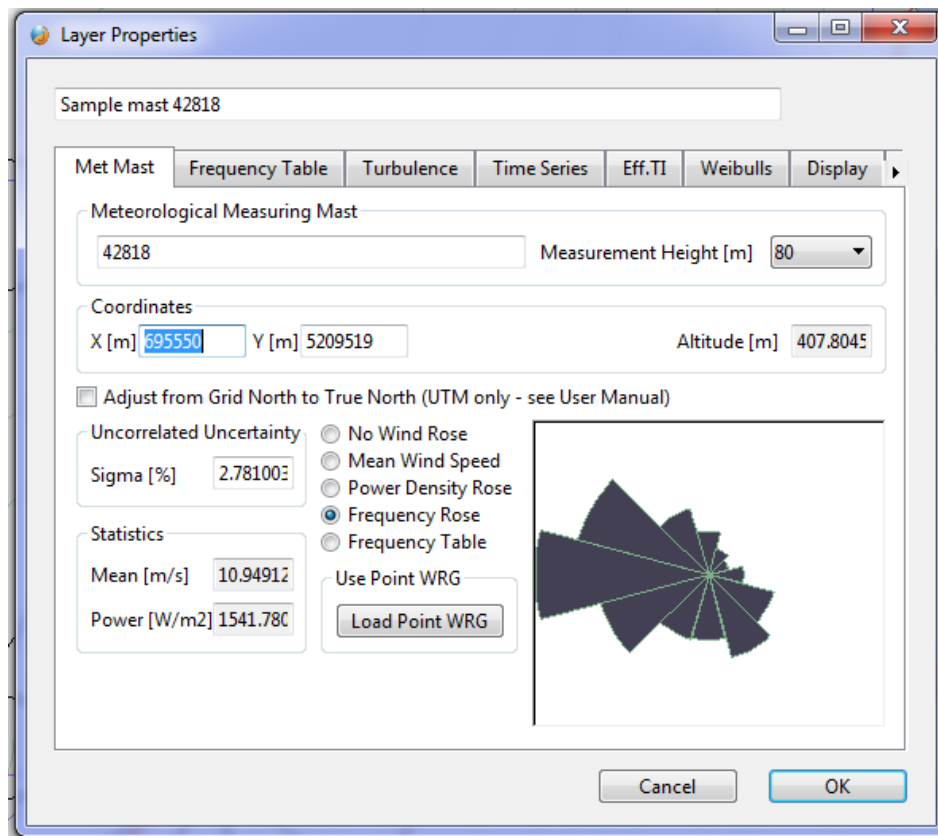 Layer Properties
Sample mast 42818
Met Mast Frequency Table Turbulence Time Series Eff.TI Weibulls Display
Meteorological Measuring Mast
42818 Measurement Height [m] 80
Coordinates
X [m] 695550 Y [m] 5209519 Altitude [m] 407.8045
Adjust from Grid North to True North (UTM only - see User Manual)
Uncorrelated Uncertainty
Sigma [%] 2.781003
No Wind Rose
Mean Wind Speed
Power Density Rose
Frequency Rose
Frequency Table
Statistics
Mean [m/s] 10.94912
Power [W/m2] 1541.780
Use Point WRG
Load Point WRG
Cancel OK